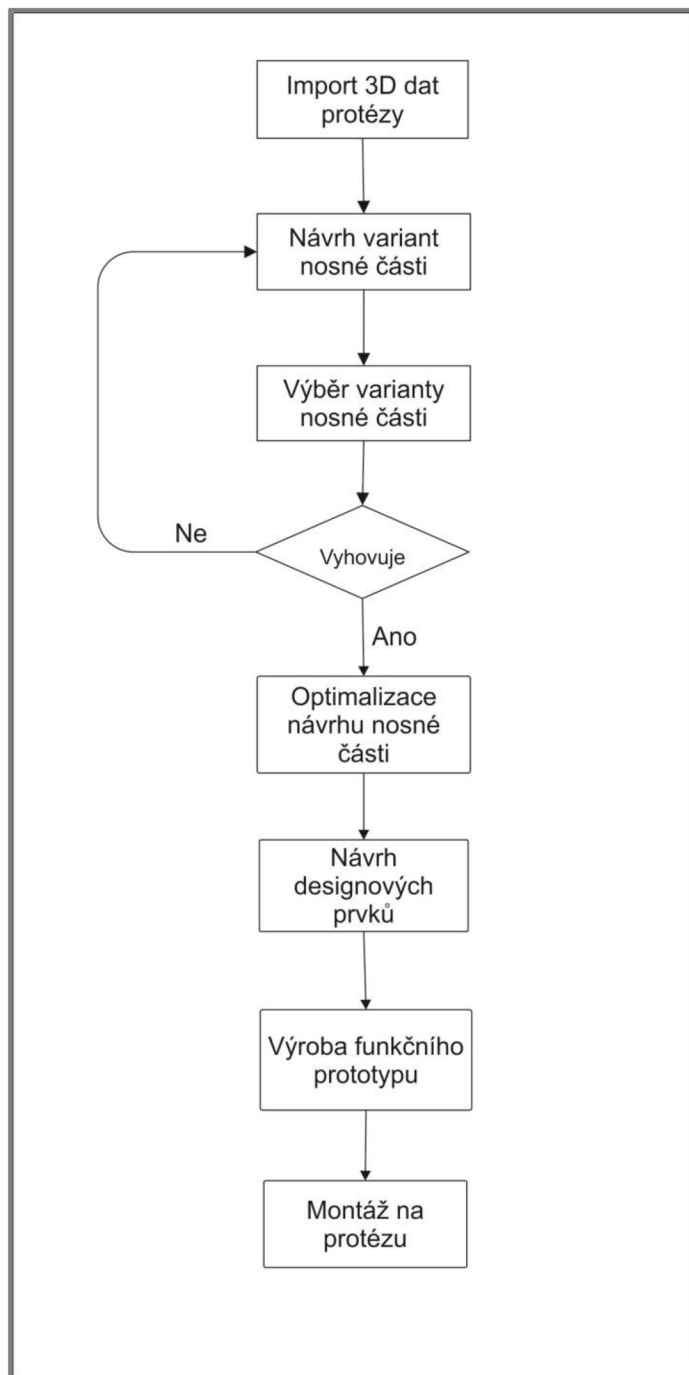 Import 3D dat
protézy
Návrh variant
nosné části
Výběr varianty
nosné části
Ne
Vyhovuje
Ano
Optimalizace
návrhu nosné
části
Návrh
designových
prvků
Výroba funkčního
prototypu
Montáž na
protézu